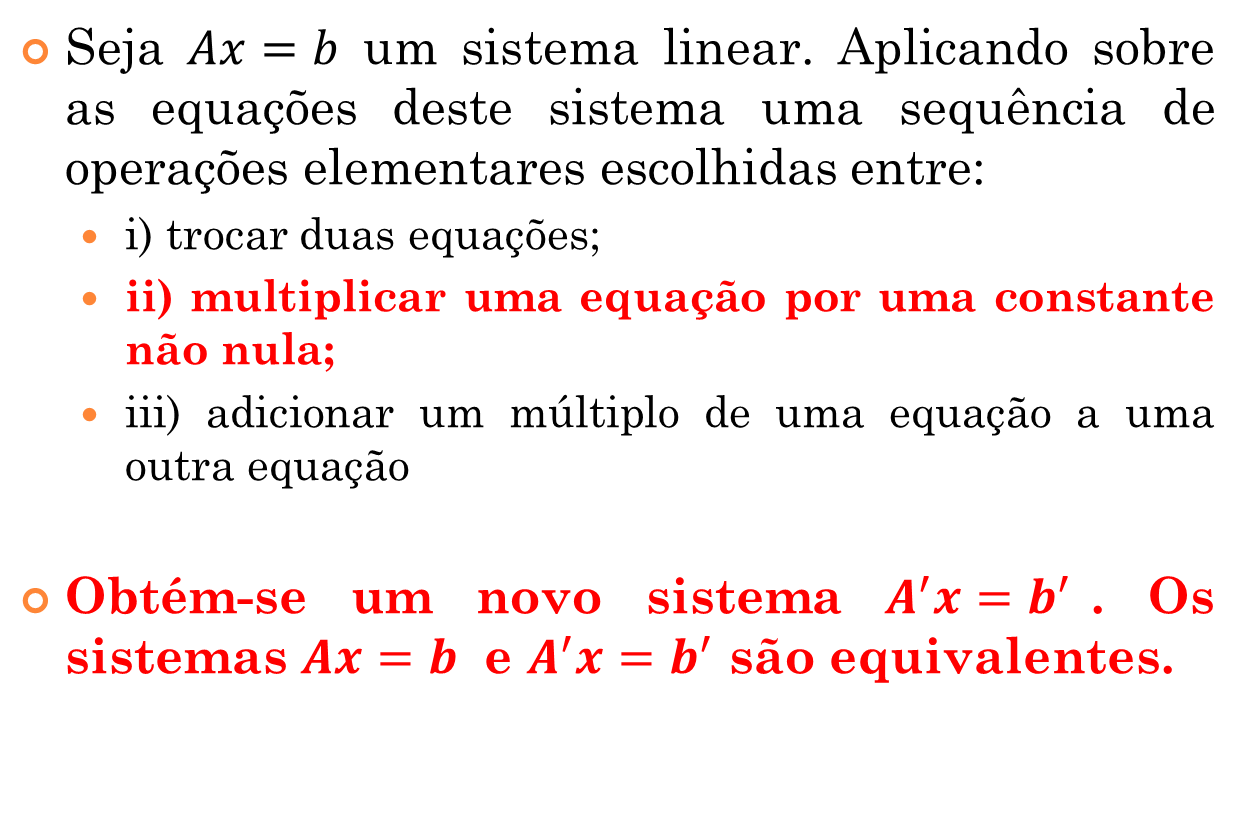 Seja Ax = b um sistema linear. Aplicando sobre
as equações deste sistema uma sequência de
operações elementares escolhidas entre:
i) trocar duas equações;
ii) multiplicar uma equação por uma constante
não nula;
iii) adicionar um múltiplo de uma equação a uma
outra equação
Obtém-se um novo sistema A′x = b′ . Os
sistemas Ax = b e A′x = b′ são equivalentes.